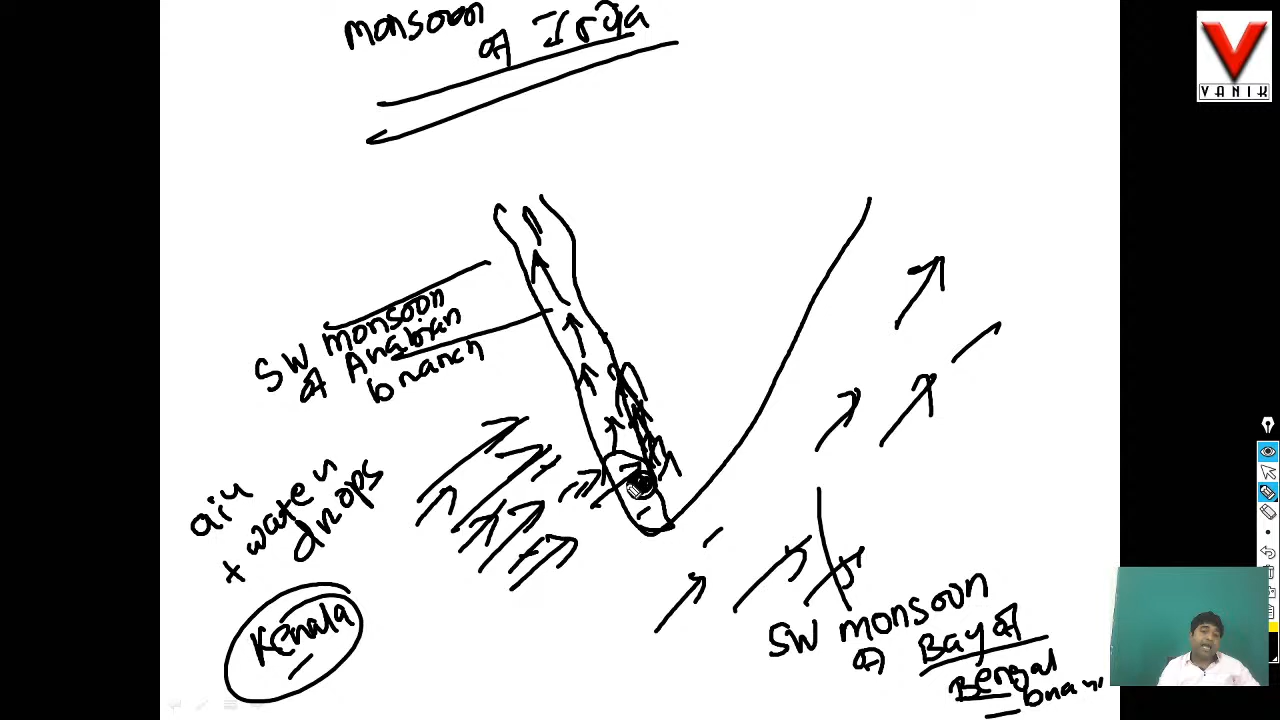 monsoon
of India
VANIK
SW monsoon
of Arabian
branch
air
+ water
drops
Kerala
SW monsoon
of Bay of
Bengal